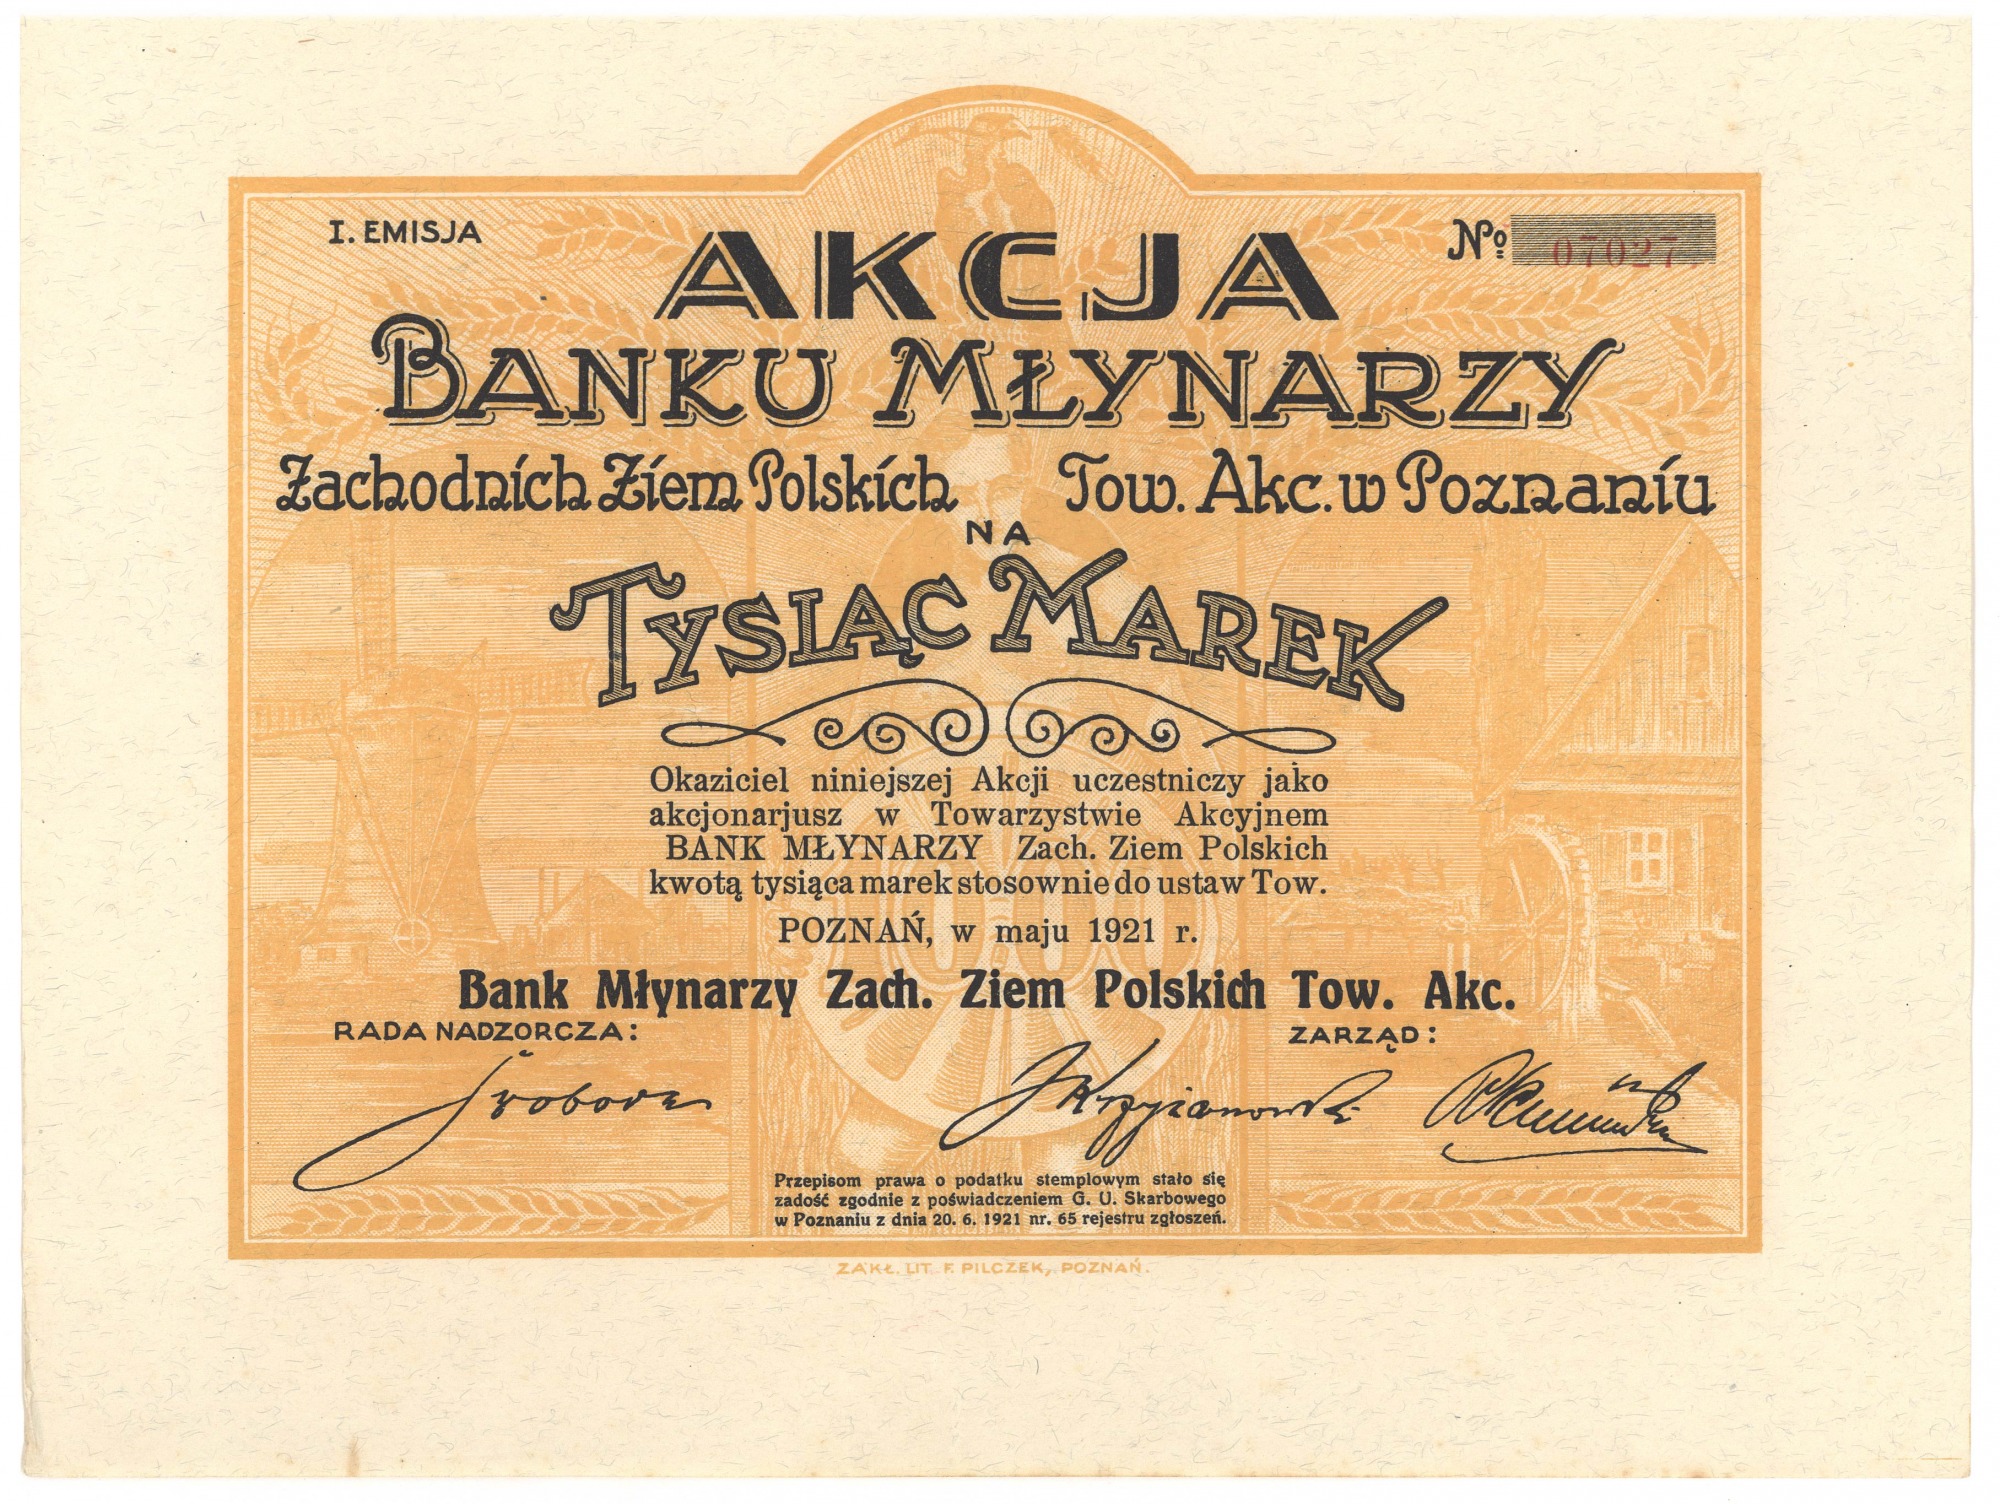 I. EMISJA
№ 07027
AKCJA
BANKU MŁYNARZY
Zachodnich Ziem Polskich Tow. Akc. w Poznaniu
NA
TYSIĄC MAREK
Okaziciel niniejszej Akcji uczestniczy jako
akcjonarjusz w Towarzystwie Akcyjnem
BANK MŁYNARZY Zach. Ziem Polskich
kwotą tysiąca marek stosownie do ustaw Tow.
POZNAŃ, w maju 1921 r.
1000
Bank Młynarzy Zach. Ziem Polskich Tow. Akc.
RADA NADZORCZA: ZARZĄD:
Swoboda JKrzyżanowski
Przepisom prawa o podatku stemplowym stało się
zadość zgodnie z poświadczeniem G. U. Skarbowego
w Poznaniu z dnia 20. 6. 1921 nr. 65 rejestru zgłoszeń.
ZAKŁ. LIT. F. PILCZEK, POZNAŃ.